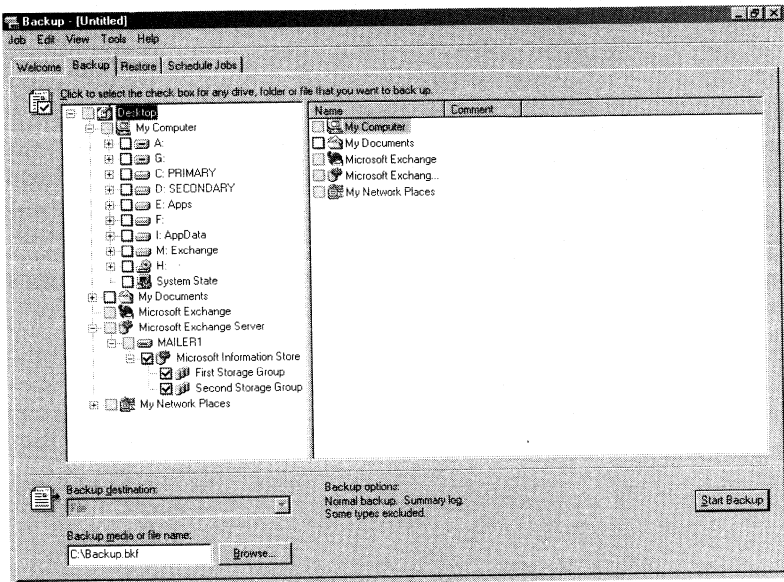 Backup - [Untitled]
Job Edit View Tools Help
Welcome Backup Restore Schedule Jobs
Click to select the check box for any drive, folder or file that you want to back up.
Desktop
My Computer
A:
G:
C: PRIMARY
D: SECONDARY
E: Apps
F:
I: AppData
M: Exchange
H:
System State
My Documents
Microsoft Exchange
Microsoft Exchange Server
MAILER1
Microsoft Information Store
First Storage Group
Second Storage Group
My Network Places
Name Comment
My Computer
My Documents
Microsoft Exchange
Microsoft Exchang...
My Network Places
Backup destination:
File
Backup media or file name:
C:\Backup.bkf
Browse...
Backup options:
Normal backup. Summary log.
Some types excluded.
Start Backup